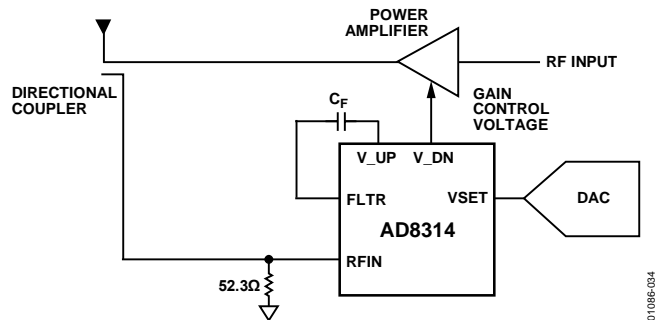 POWER
AMPLIFIER
RF INPUT
DIRECTIONAL
COUPLER
GAIN
CONTROL
VOLTAGE
CF
V_UP V_DN
FLTR
VSET
DAC
AD8314
RFIN
52.3Ω
01086-034